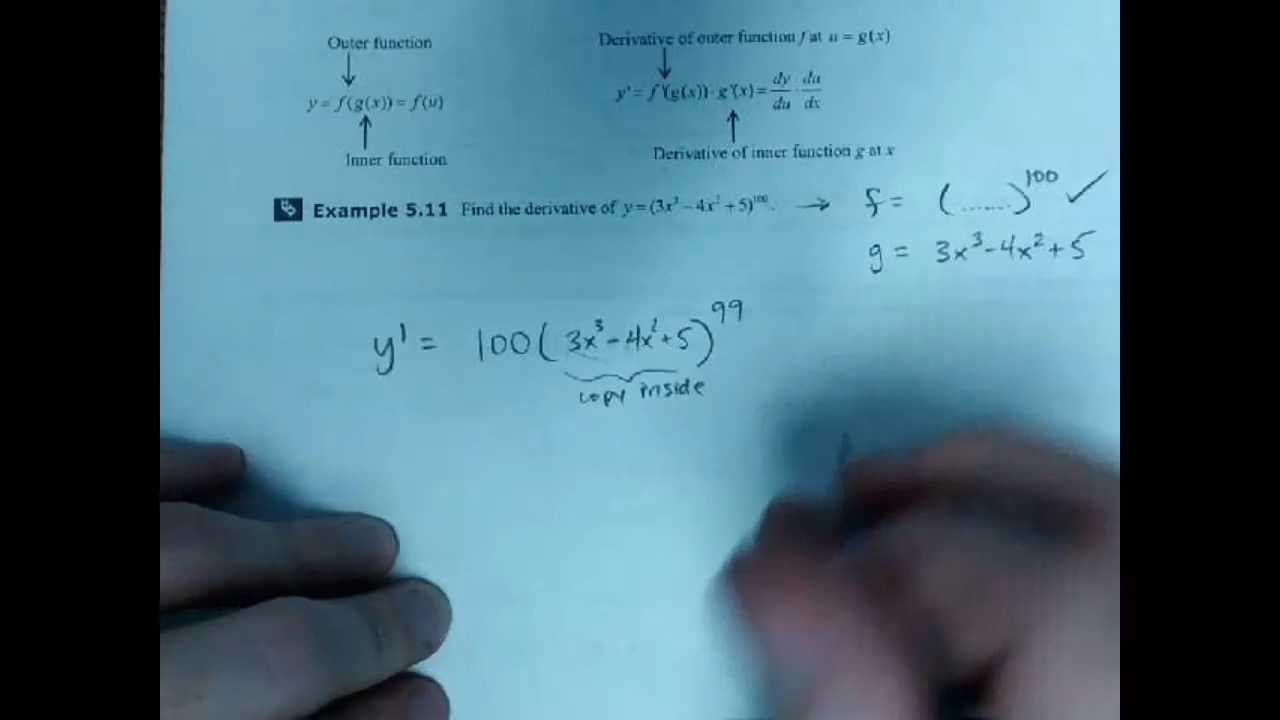 Outer function
y = f(g(x)) = f(u)
Inner function
Derivative of outer function f at u = g(x)
y' = f'(g(x)) · g'(x) = dy/du · du/dx
Derivative of inner function g at x
Example 5.11 Find the derivative of y = (3x³ − 4x² + 5)¹⁰⁰. → f = (.......)¹⁰⁰ ✓
g = 3x³ − 4x² + 5
y' = 100(3x³ − 4x² + 5)⁹⁹
copy inside